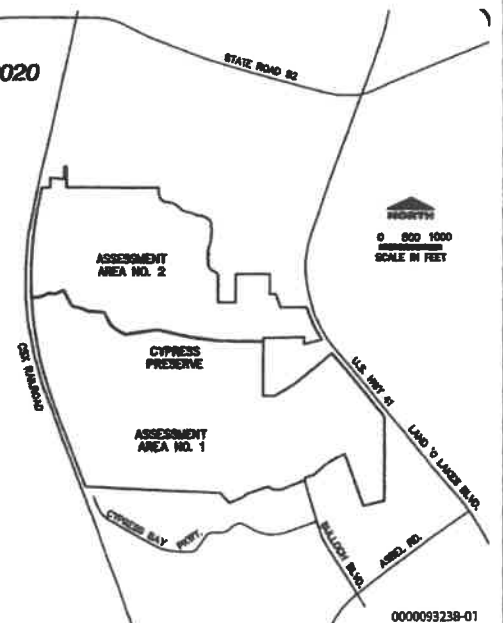 2020
STATE ROAD 52
NORTH
0 500 1000
SCALE IN FEET
ASSESSMENT
AREA NO. 2
CYPRESS
PRESERVE
CSX RAILROAD
U.S. HWY 41
LAND 'O LAKES BLVD.
ASSESSMENT
AREA NO. 1
CYPRESS BAY PKWY.
BULLOCH BLVD.
ASBEL RD.
0000093238-01